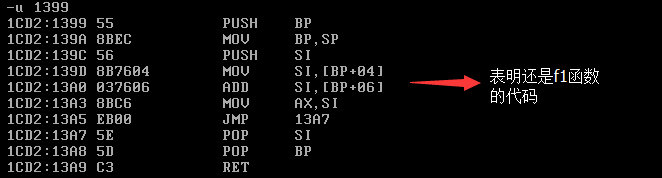 -u 1399
1CD2:1399 55 PUSH BP
1CD2:139A 8BEC MOV BP,SP
1CD2:139C 56 PUSH SI
1CD2:139D 8B7604 MOV SI,[BP+04]
1CD2:13A0 037606 ADD SI,[BP+06]
1CD2:13A3 8BC6 MOV AX,SI
1CD2:13A5 EB00 JMP 13A7
1CD2:13A7 5E POP SI
1CD2:13A8 5D POP BP
1CD2:13A9 C3 RET
表明还是f1函数
的代码